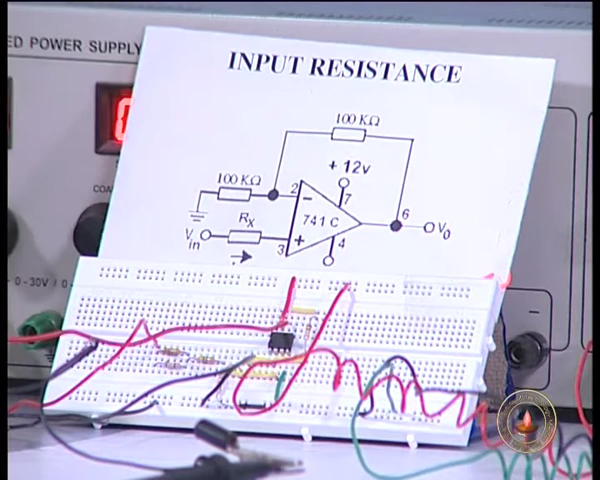 ED POWER SUPPLY
INPUT RESISTANCE
100 KΩ
+ 12v
100 KΩ
2
7
741 C
6
V₀
Rₓ
Vin
3
4
0-30V / 0